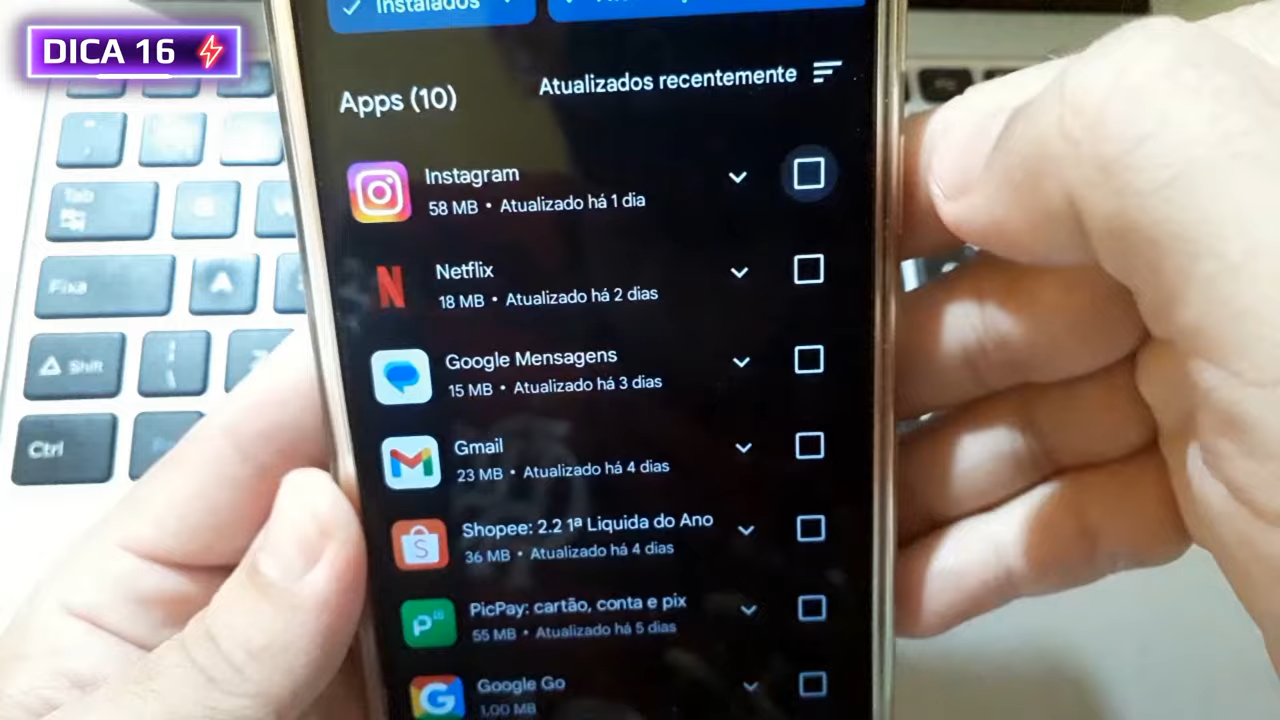 DICA 16
Instalados
Apps (10)
Atualizados recentemente
Instagram
58 MB • Atualizado há 1 dia
Netflix
18 MB • Atualizado há 2 dias
Google Mensagens
15 MB • Atualizado há 3 dias
Gmail
23 MB • Atualizado há 4 dias
Shopee: 2.2 1ª Liquida do Ano
36 MB • Atualizado há 4 dias
PicPay: cartão, conta e pix
55 MB • Atualizado há 5 dias
Google Go
1,00 MB
Tab
Fixa
A
Shift
Ctrl